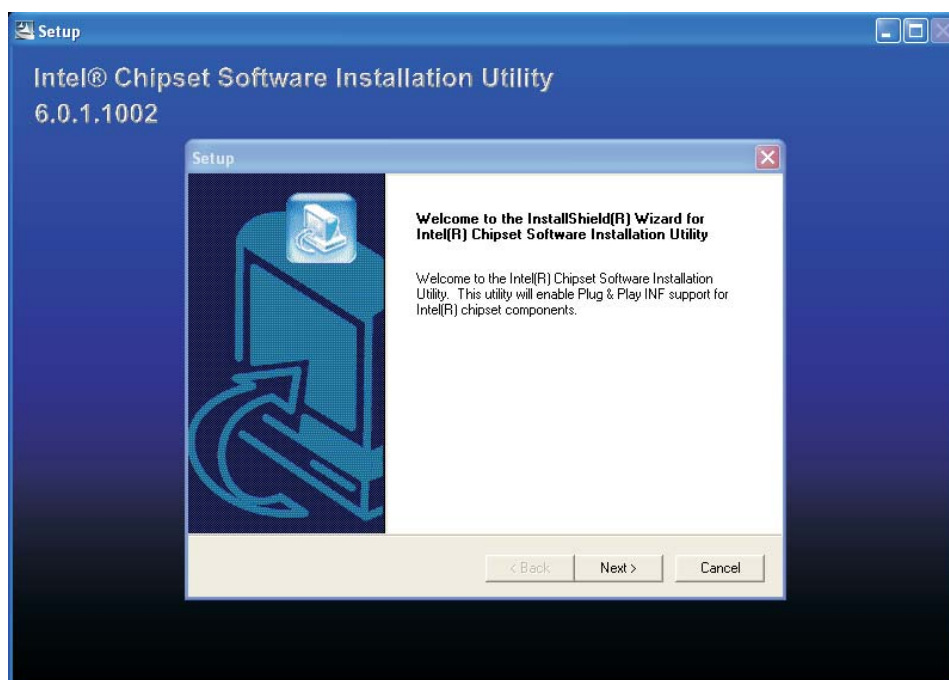 Setup
Intel® Chipset Software Installation Utility
6.0.1.1002
Setup
Welcome to the InstallShield(R) Wizard for
Intel(R) Chipset Software Installation Utility
Welcome to the Intel(R) Chipset Software Installation
Utility. This utility will enable Plug & Play INF support for
Intel(R) chipset components.
< Back
Next >
Cancel